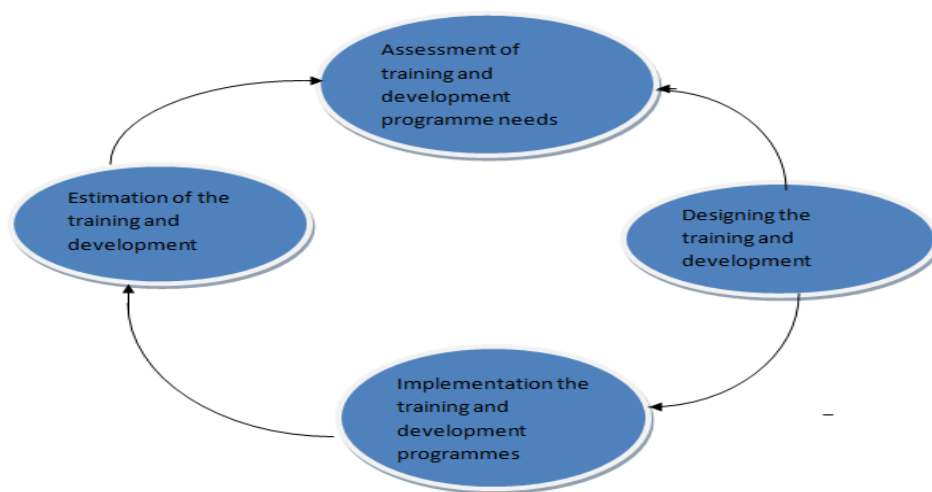 Assessment of
training and
development
programme needs
Estimation of the
training and
development
Designing the
training and
development
Implementation the
training and
development
programmes